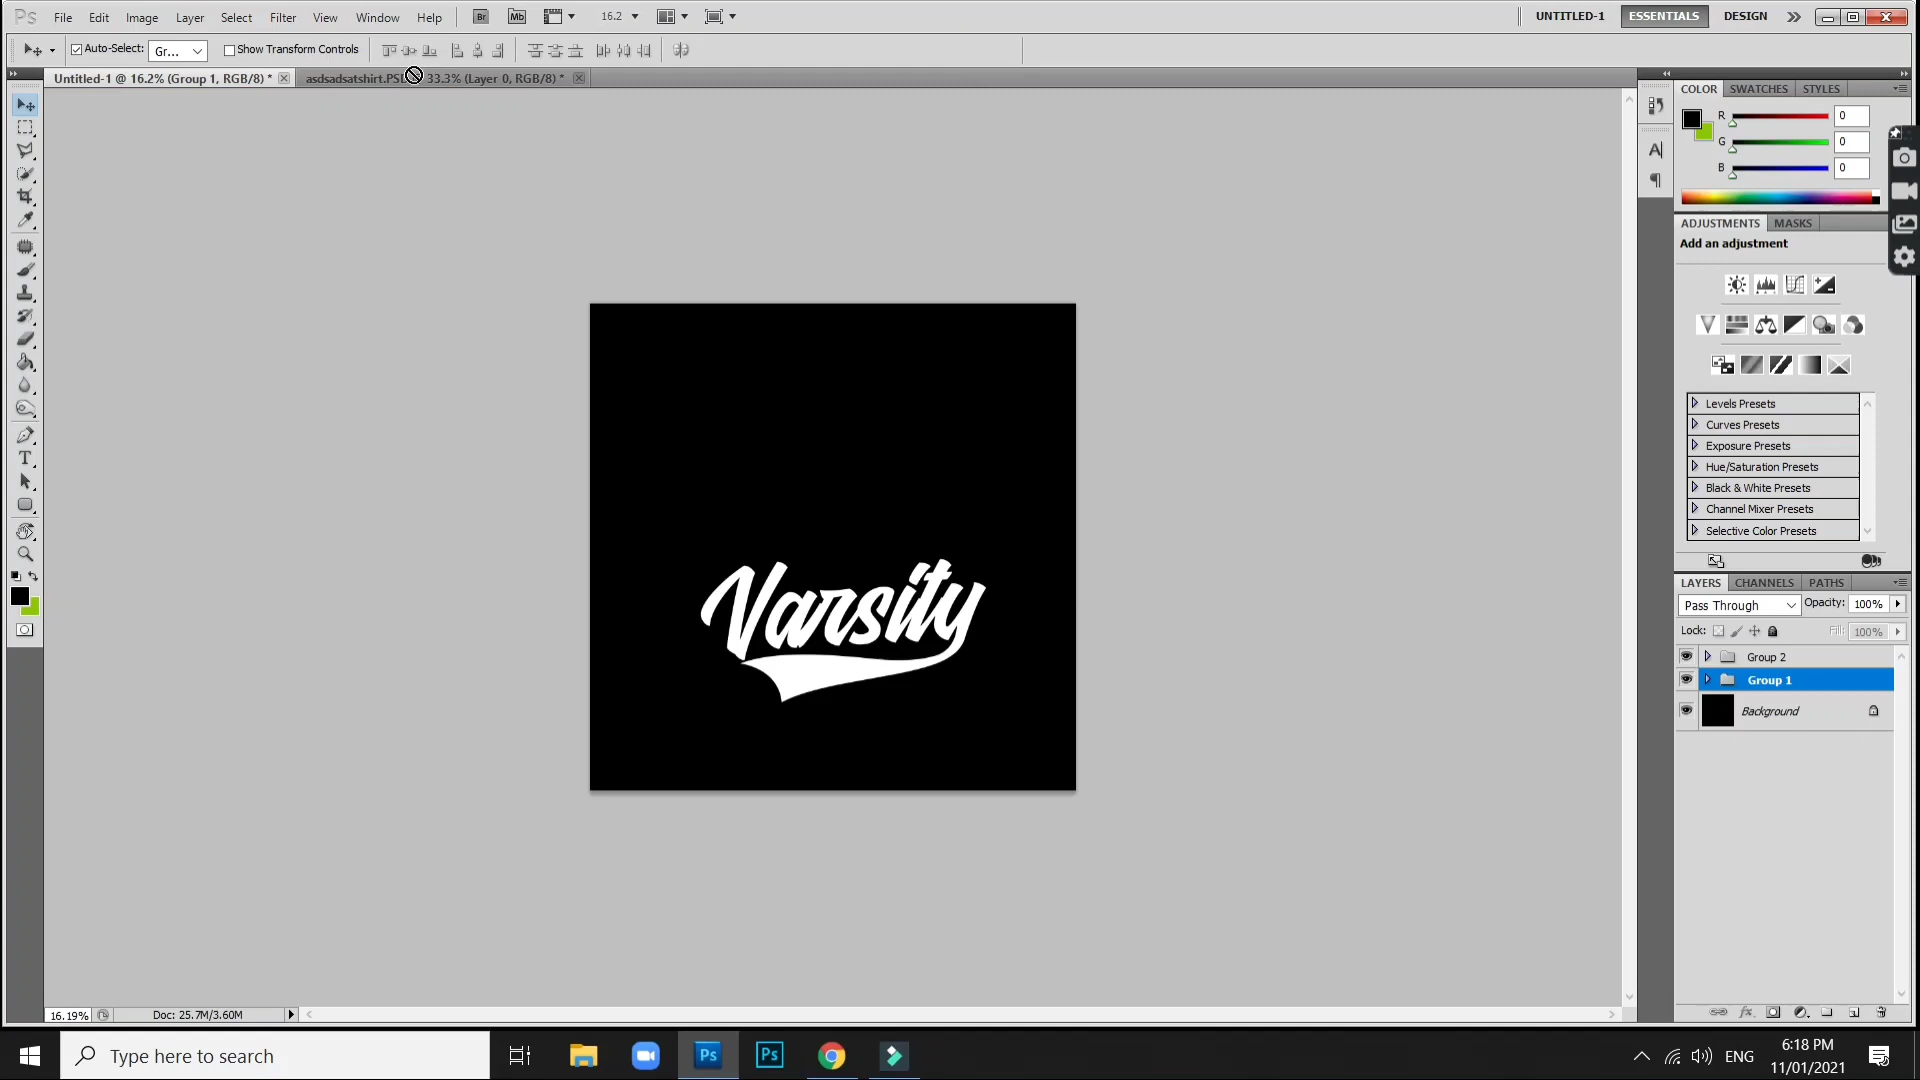 Ps File Edit Image Layer Select Filter View Window Help Br Mb 16.2 UNTITLED-1 ESSENTIALS DESIGN
Auto-Select: Gr... Show Transform Controls
Untitled-1 @ 16.2% (Group 1, RGB/8) * 33.3% (Layer 0, RGB/8) *
COLOR SWATCHES STYLES
R 0
G 0
B 0
ADJUSTMENTS MASKS
Add an adjustment
Levels Presets
Curves Presets
Exposure Presets
Hue/Saturation Presets
Black & White Presets
Channel Mixer Presets
Selective Color Presets
Varsity
LAYERS CHANNELS PATHS
Pass Through Opacity: 100%
Lock: Fill: 100%
Group 2
Group 1
Background
16.19% Doc: 25.7M/3.60M
Type here to search
Ps
Ps
ENG
6:18 PM
11/01/2021